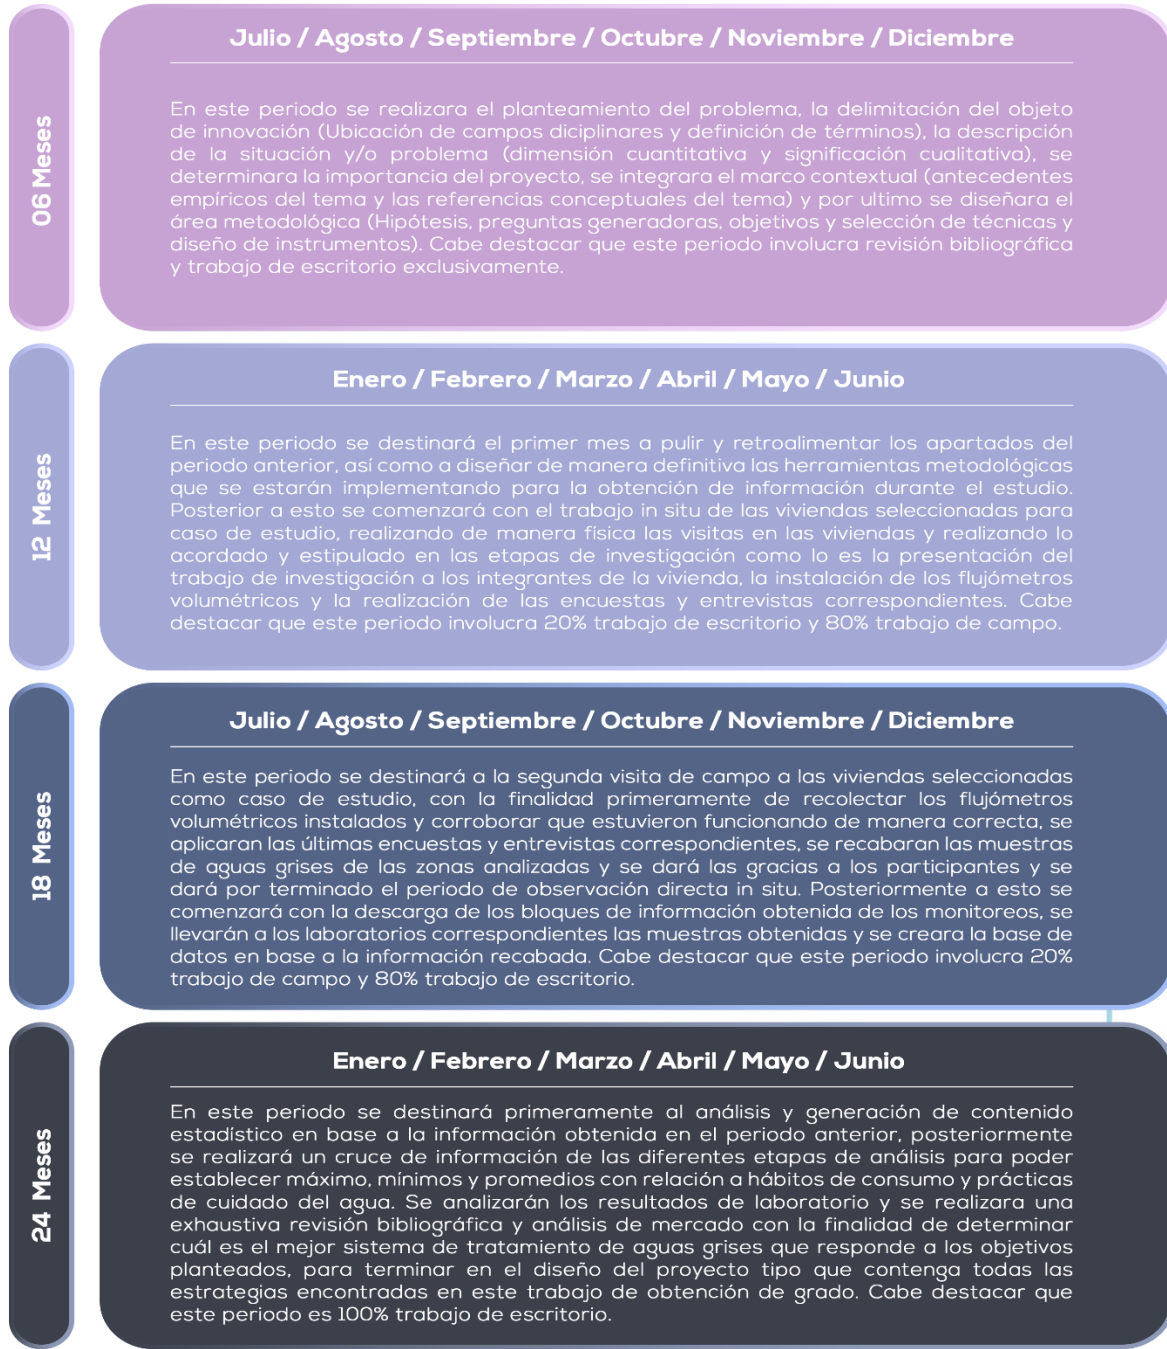 06 Meses
Julio / Agosto / Septiembre / Octubre / Noviembre / Diciembre
En este periodo se realizara el planteamiento del problema, la delimitación del objeto
de innovación (Ubicación de campos diciplinares y definición de términos), la descripción
de la situación y/o problema (dimensión cuantitativa y significación cualitativa), se
determinara la importancia del proyecto, se integrara el marco contextual (antecedentes
empíricos del tema y las referencias conceptuales del tema) y por ultimo se diseñara el
área metodológica (Hipótesis, preguntas generadoras, objetivos y selección de técnicas y
diseño de instrumentos). Cabe destacar que este periodo involucra revisión bibliográfica
y trabajo de escritorio exclusivamente.
12 Meses
Enero / Febrero / Marzo / Abril / Mayo / Junio
En este periodo se destinará el primer mes a pulir y retroalimentar los apartados del
periodo anterior, así como a diseñar de manera definitiva las herramientas metodológicas
que se estarán implementando para la obtención de información durante el estudio.
Posterior a esto se comenzará con el trabajo in situ de las viviendas seleccionadas para
caso de estudio, realizando de manera física las visitas en las viviendas y realizando lo
acordado y estipulado en las etapas de investigación como lo es la presentación del
trabajo de investigación a los integrantes de la vivienda, la instalación de los flujómetros
volumétricos y la realización de las encuestas y entrevistas correspondientes. Cabe
destacar que este periodo involucra 20% trabajo de escritorio y 80% trabajo de campo.
18 Meses
Julio / Agosto / Septiembre / Octubre / Noviembre / Diciembre
En este periodo se destinará a la segunda visita de campo a las viviendas seleccionadas
como caso de estudio, con la finalidad primeramente de recolectar los flujómetros
volumétricos instalados y corroborar que estuvieron funcionando de manera correcta, se
aplicaran las últimas encuestas y entrevistas correspondientes, se recabaran las muestras
de aguas grises de las zonas analizadas y se dará las gracias a los participantes y se
dará por terminado el periodo de observación directa in situ. Posteriormente a esto se
comenzará con la descarga de los bloques de información obtenida de los monitoreos, se
llevarán a los laboratorios correspondientes las muestras obtenidas y se creara la base de
datos en base a la información recabada. Cabe destacar que este periodo involucra 20%
trabajo de campo y 80% trabajo de escritorio.
24 Meses
Enero / Febrero / Marzo / Abril / Mayo / Junio
En este periodo se destinará primeramente al análisis y generación de contenido
estadístico en base a la información obtenida en el periodo anterior, posteriormente
se realizará un cruce de información de las diferentes etapas de análisis para poder
establecer máximo, mínimos y promedios con relación a hábitos de consumo y prácticas
de cuidado del agua. Se analizarán los resultados de laboratorio y se realizara una
exhaustiva revisión bibliográfica y análisis de mercado con la finalidad de determinar
cuál es el mejor sistema de tratamiento de aguas grises que responde a los objetivos
planteados, para terminar en el diseño del proyecto tipo que contenga todas las
estrategias encontradas en este trabajo de obtención de grado. Cabe destacar que
este periodo es 100% trabajo de escritorio.